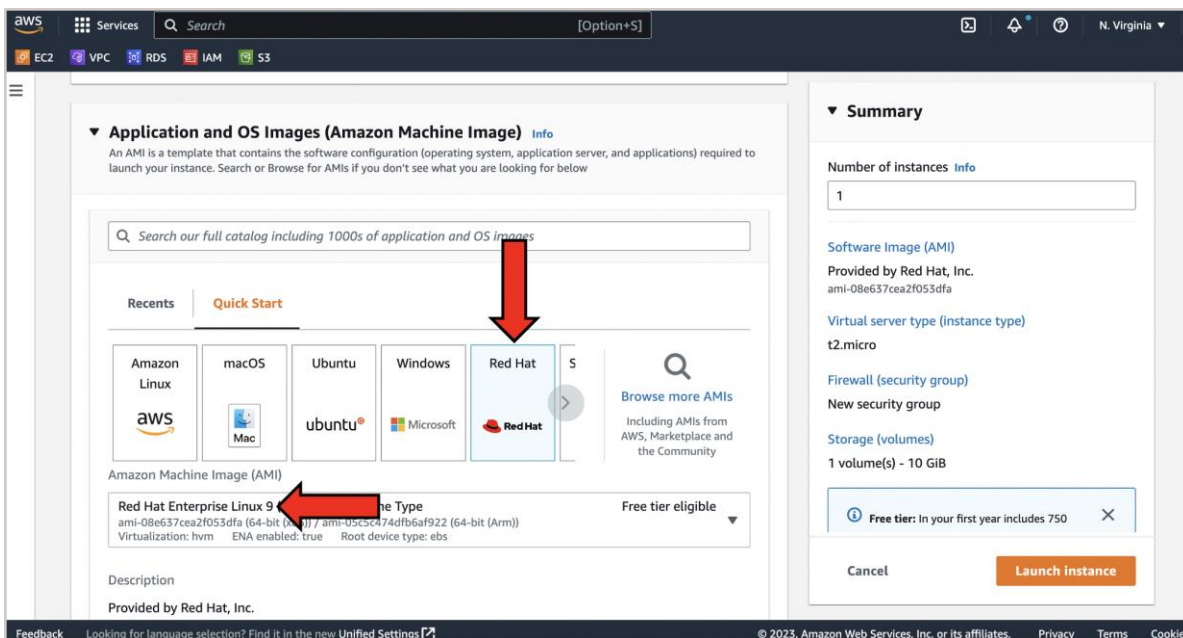 aws
Services
Search
[Option+S]
N. Virginia
EC2
VPC
RDS
IAM
S3
Application and OS Images (Amazon Machine Image) Info
An AMI is a template that contains the software configuration (operating system, application server, and applications) required to
launch your instance. Search or Browse for AMIs if you don't see what you are looking for below
Search our full catalog including 1000s of application and OS images
Recents
Quick Start
Amazon
Linux
aws
macOS
Mac
Ubuntu
ubuntu
Windows
Microsoft
Red Hat
Red Hat
S
Browse more AMIs
Including AMIs from
AWS, Marketplace and
the Community
Amazon Machine Image (AMI)
Red Hat Enterprise Linux 9 Type
Free tier eligible
ami-08e637cea2f053dfa (64-bit / ami-05c5c474dfb6af922 (64-bit (Arm))
Virtualization: hvm ENA enabled: true Root device type: ebs
Description
Provided by Red Hat, Inc.
Summary
Number of instances Info
1
Software Image (AMI)
Provided by Red Hat, Inc.
ami-08e637cea2f053dfa
Virtual server type (instance type)
t2.micro
Firewall (security group)
New security group
Storage (volumes)
1 volume(s) - 10 GiB
Free tier: In your first year includes 750
Cancel
Launch instance
Feedback
Looking for language selection? Find it in the new Unified Settings
© 2023, Amazon Web Services, Inc. or its affiliates.
Privacy
Terms
Cookie